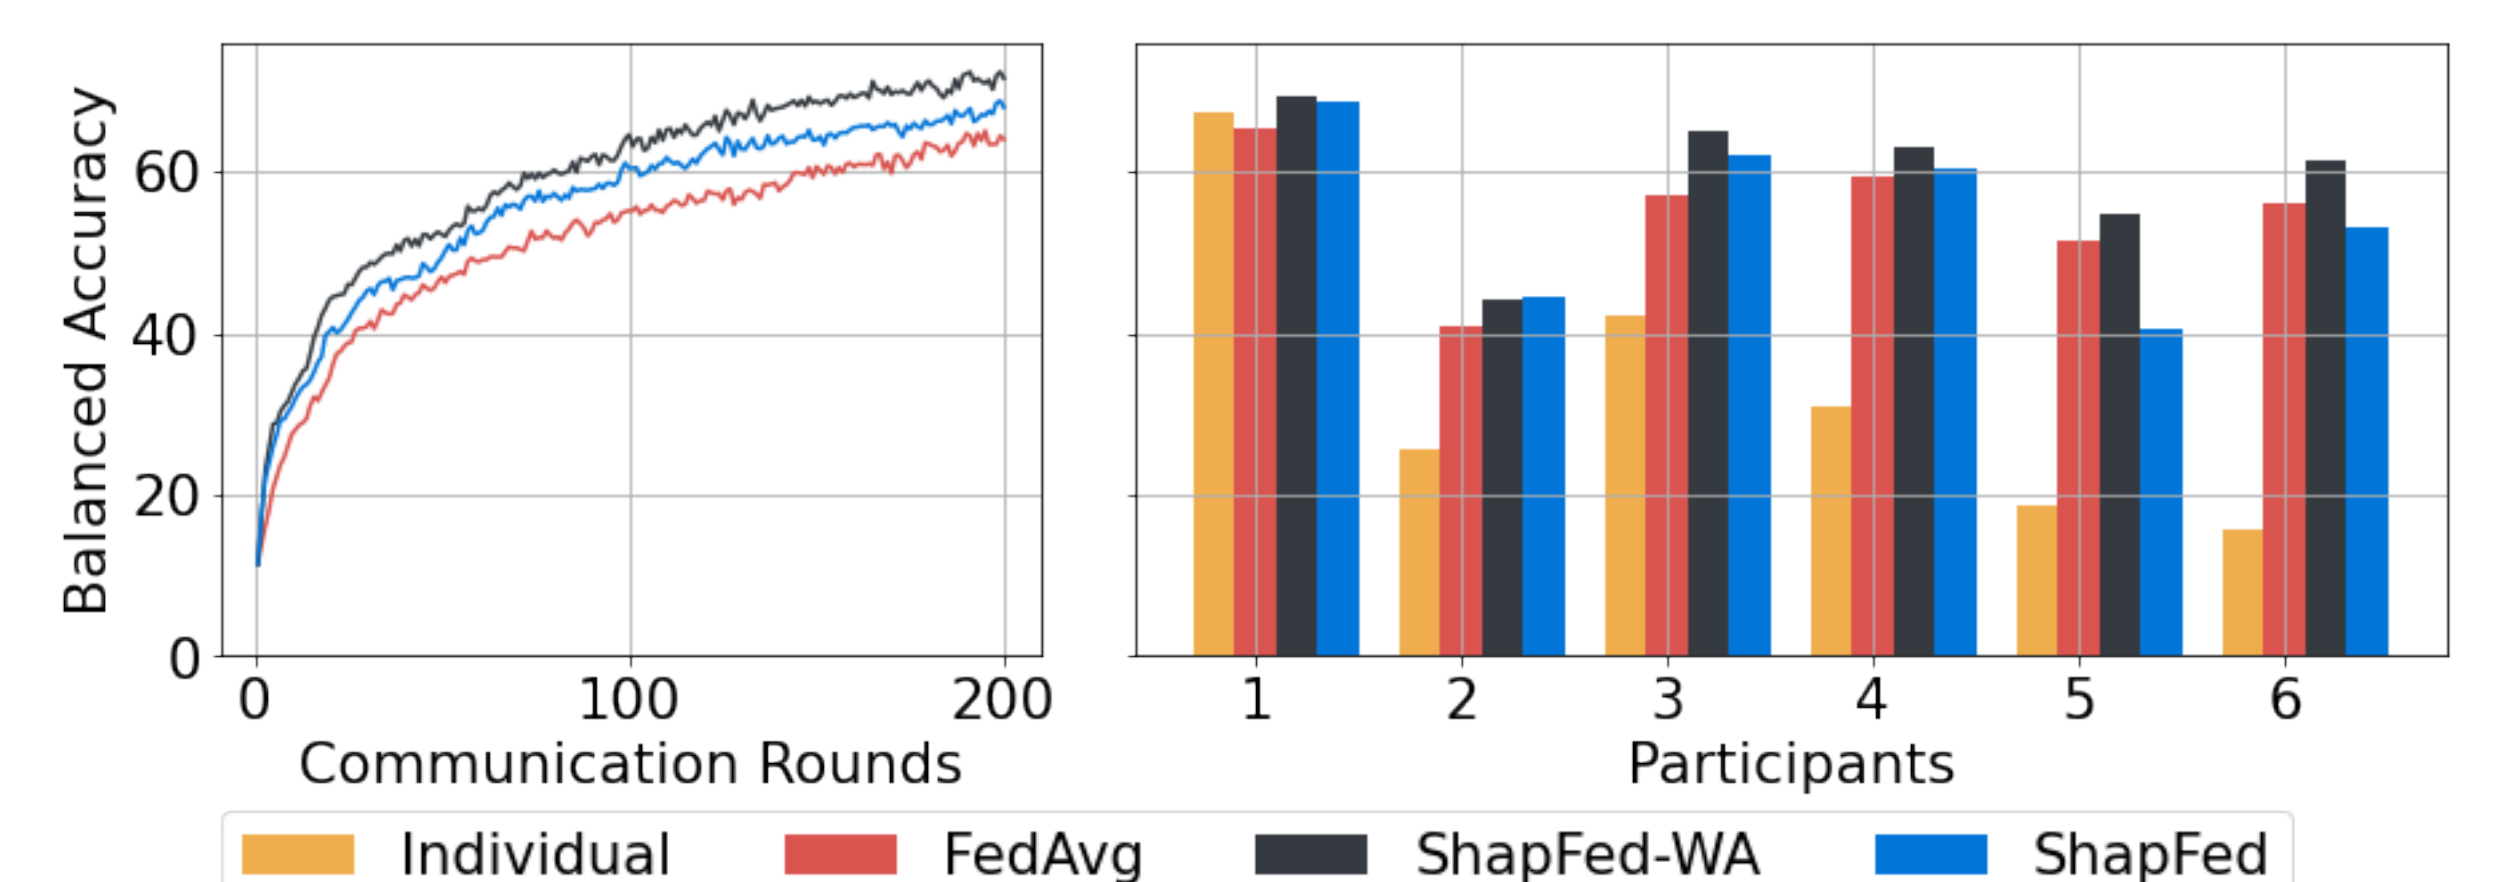 Balanced Accuracy
60
40
20
0
0 100 200
Communication Rounds
1 2 3 4 5 6
Participants
Individual FedAvg ShapFed-WA ShapFed